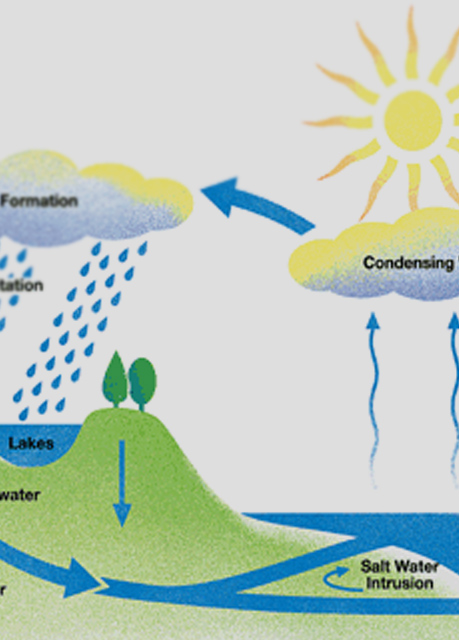 Formation
Condensing
tation
Lakes
water
Salt Water
Intrusion
r